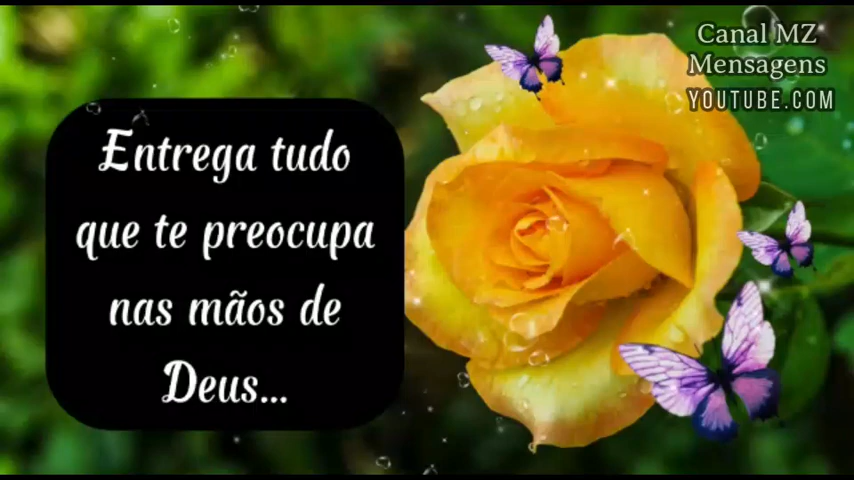 Canal MZ
Mensagens
YOUTUBE.COM
Entrega tudo
que te preocupa
nas mãos de
Deus...